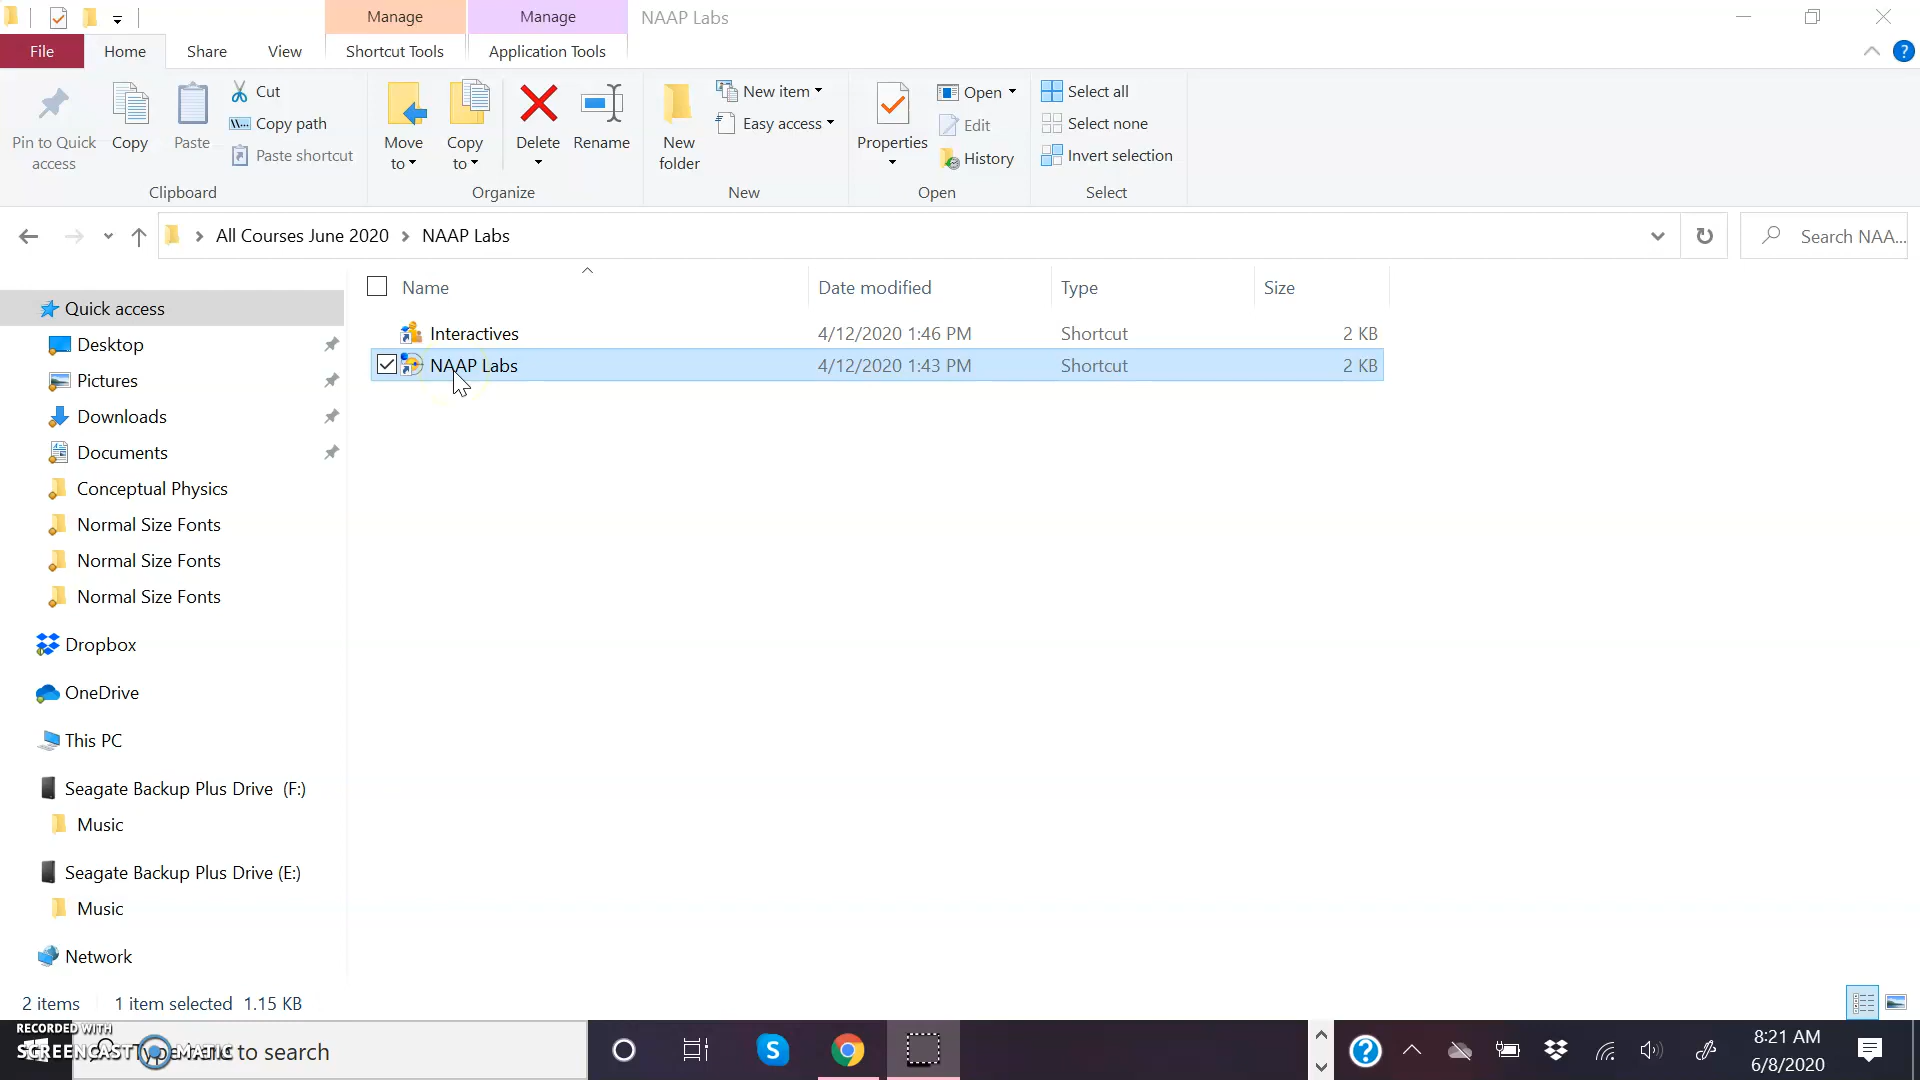 Manage
Manage
NAAP Labs
File
Home
Share
View
Shortcut Tools
Application Tools
Pin to Quick access
Copy
Paste
Cut
Copy path
Paste shortcut
Clipboard
Move to
Copy to
Delete
Rename
Organize
New folder
New item
Easy access
New
Properties
Open
Edit
History
Open
Select all
Select none
Invert selection
Select
All Courses June 2020
NAAP Labs
Search NAA...
Name
Date modified
Type
Size
Interactives 4/12/2020 1:46 PM Shortcut 2 KB
NAAP Labs 4/12/2020 1:43 PM Shortcut 2 KB
Quick access
Desktop
Pictures
Downloads
Documents
Conceptual Physics
Normal Size Fonts
Normal Size Fonts
Normal Size Fonts
Dropbox
OneDrive
This PC
Seagate Backup Plus Drive (F:)
Music
Seagate Backup Plus Drive (E:)
Music
Network
2 items 1 item selected 1.15 KB
RECORDED WITH
SCREENCAST MATIC
to search
8:21 AM
6/8/2020